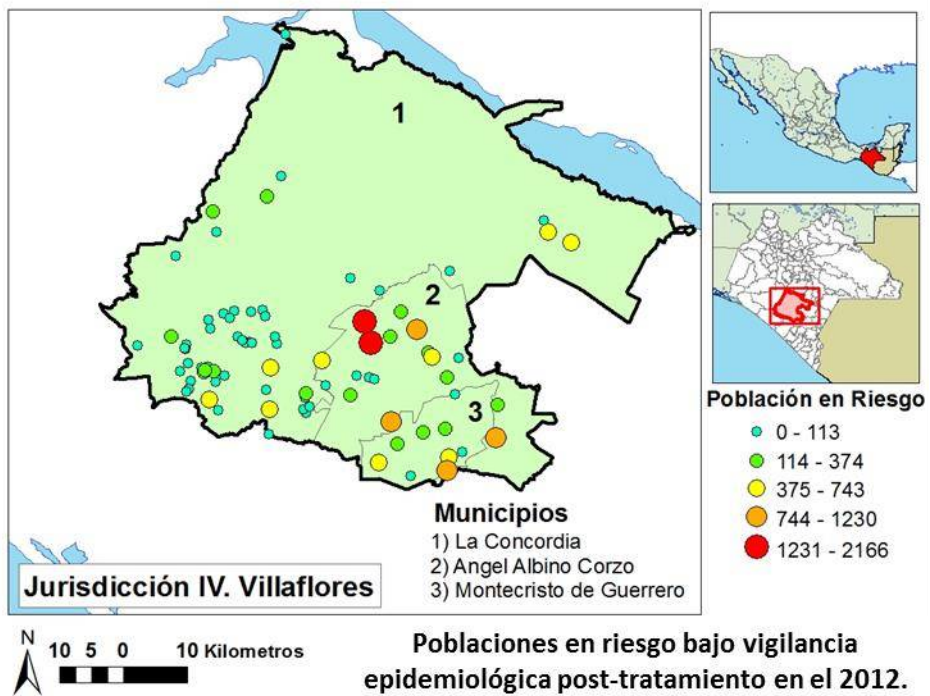 1
2
3
Municipios
1) La Concordia
2) Angel Albino Corzo
3) Montecristo de Guerrero
Jurisdicción IV. Villaflores
Población en Riesgo
0 - 113
114 - 374
375 - 743
744 - 1230
1231 - 2166
N
10 5 0 10 Kilometros
Poblaciones en riesgo bajo vigilancia
epidemiológica post-tratamiento en el 2012.